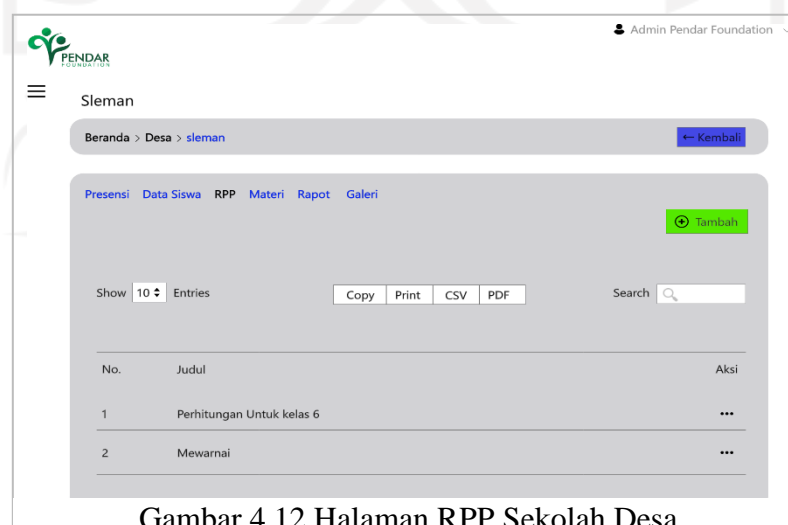 Admin Pendar Foundation
PENDAR
FOUNDATION
Sleman
Beranda > Desa > sleman
← Kembali
Presensi Data Siswa RPP Materi Rapot Galeri
Tambah
Show 10 Entries Copy Print CSV PDF Search
No. Judul Aksi
1 Perhitungan Untuk kelas 6 •••
2 Mewarnai •••
Gambar 4.12 Halaman RPP Sekolah Desa